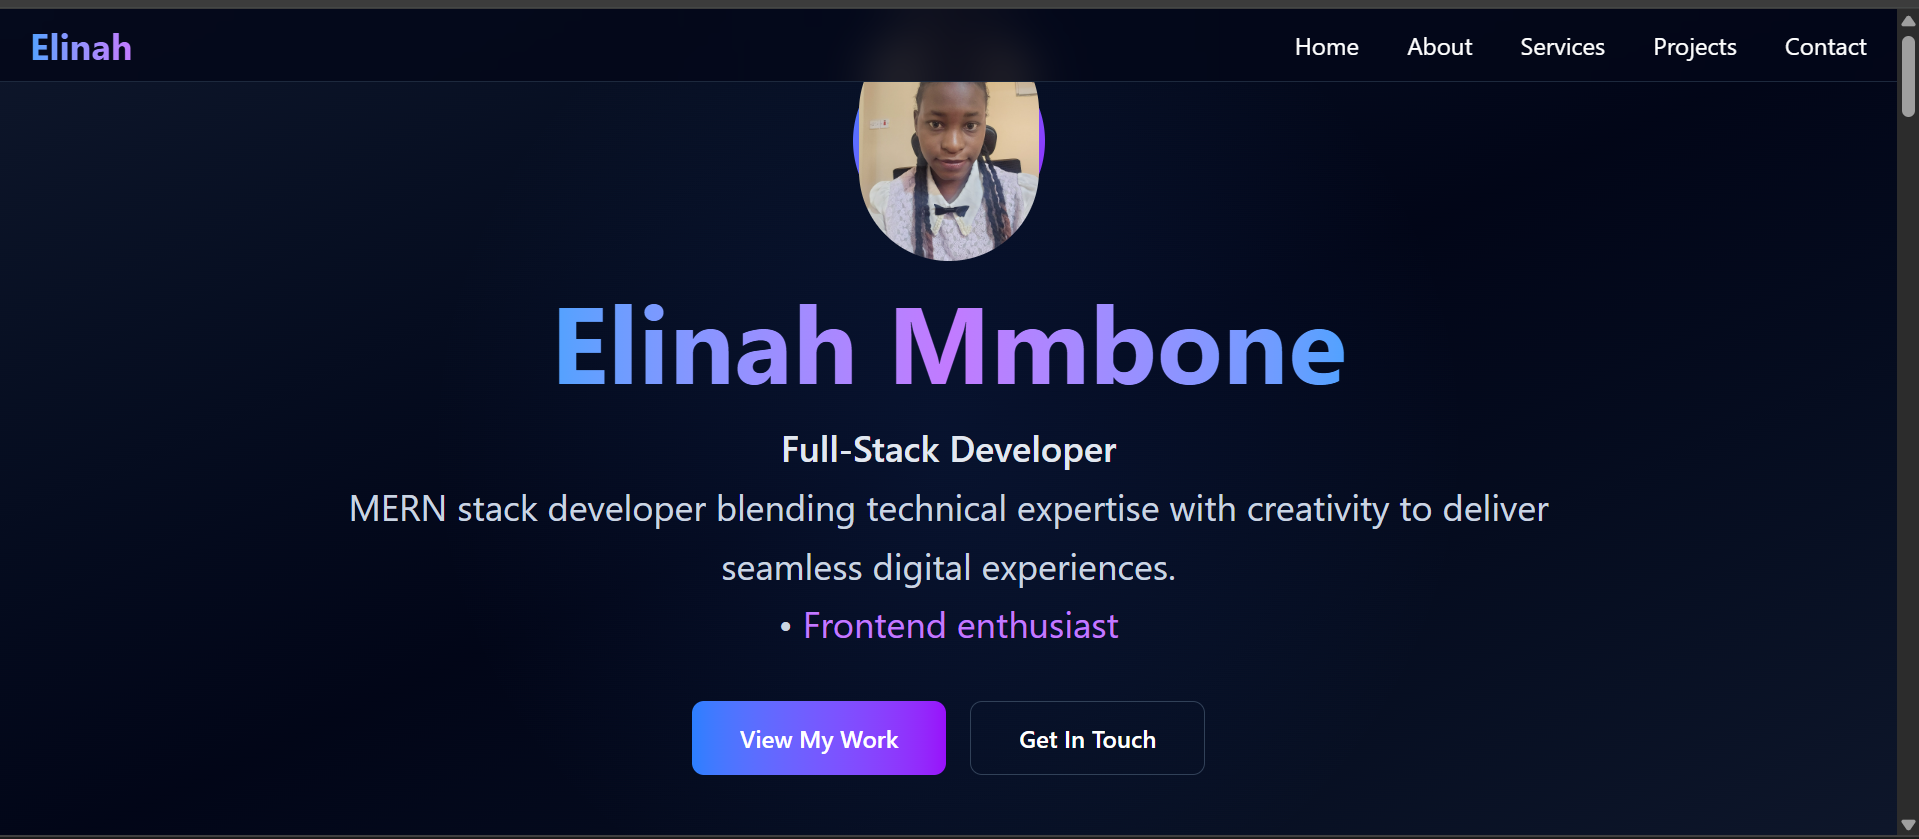 Elinah
Home About Services Projects Contact
Elinah Mmbone
Full-Stack Developer
MERN stack developer blending technical expertise with creativity to deliver
seamless digital experiences.
• Frontend enthusiast
View My Work
Get In Touch